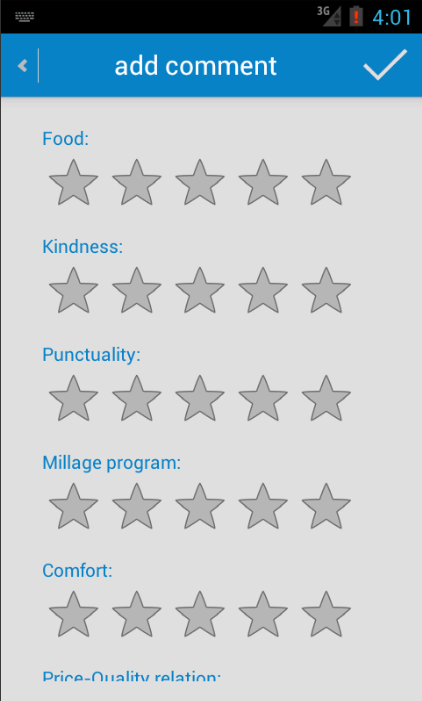 3G 4:01
add comment
Food:
Kindness:
Punctuality:
Millage program:
Comfort:
Price-Quality relation: